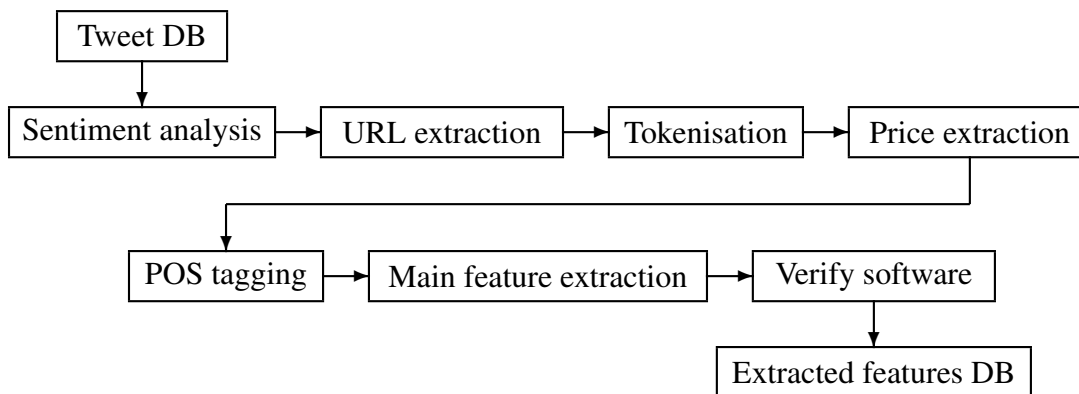 Tweet DB
Sentiment analysis
URL extraction
Tokenisation
Price extraction
POS tagging
Main feature extraction
Verify software
Extracted features DB